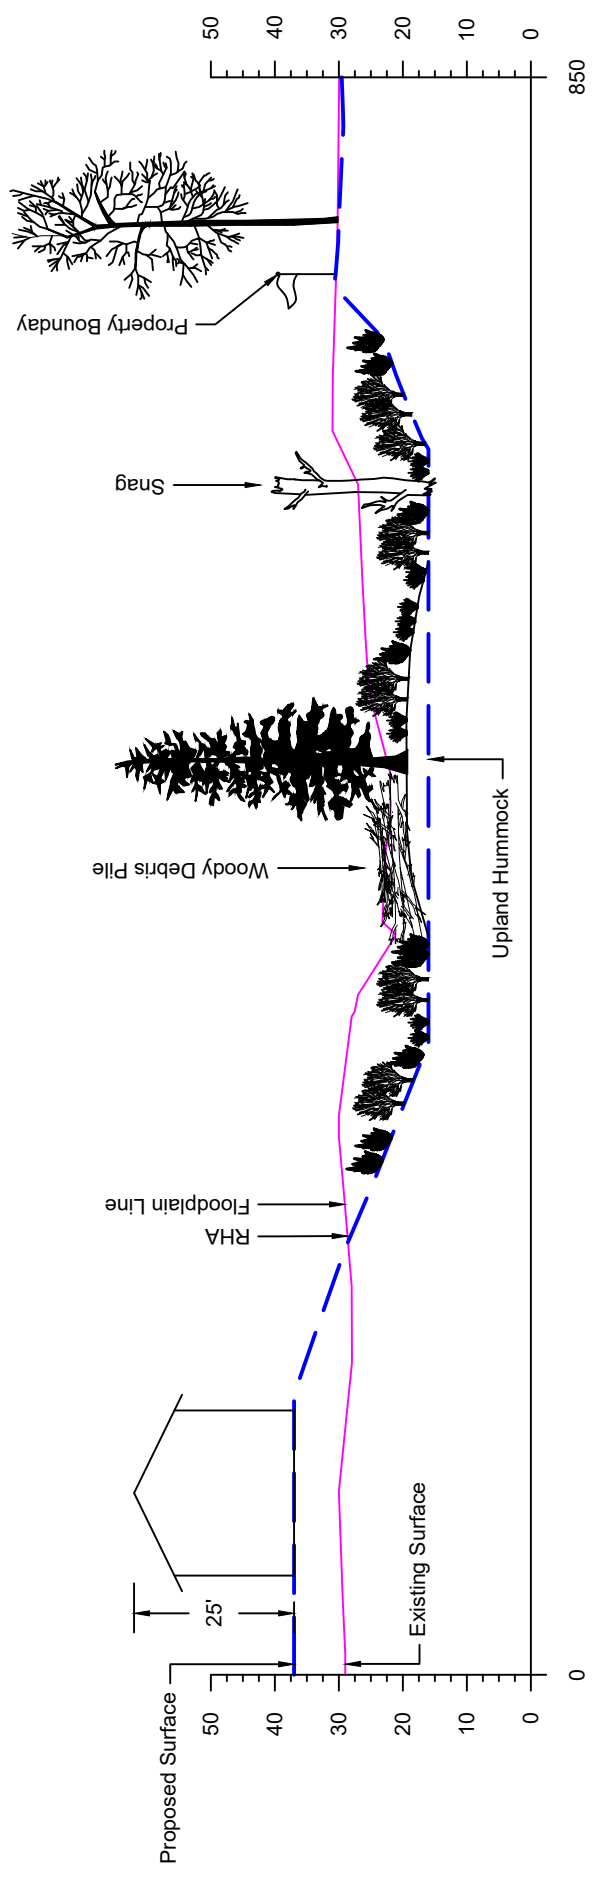 Proposed Surface
25'
Existing Surface
RHA
Floodplain Line
Woody Debris Pile
Upland Hummock
Snag
Property Bounday
50
40
30
20
10
0
50
40
30
20
10
0
0
850